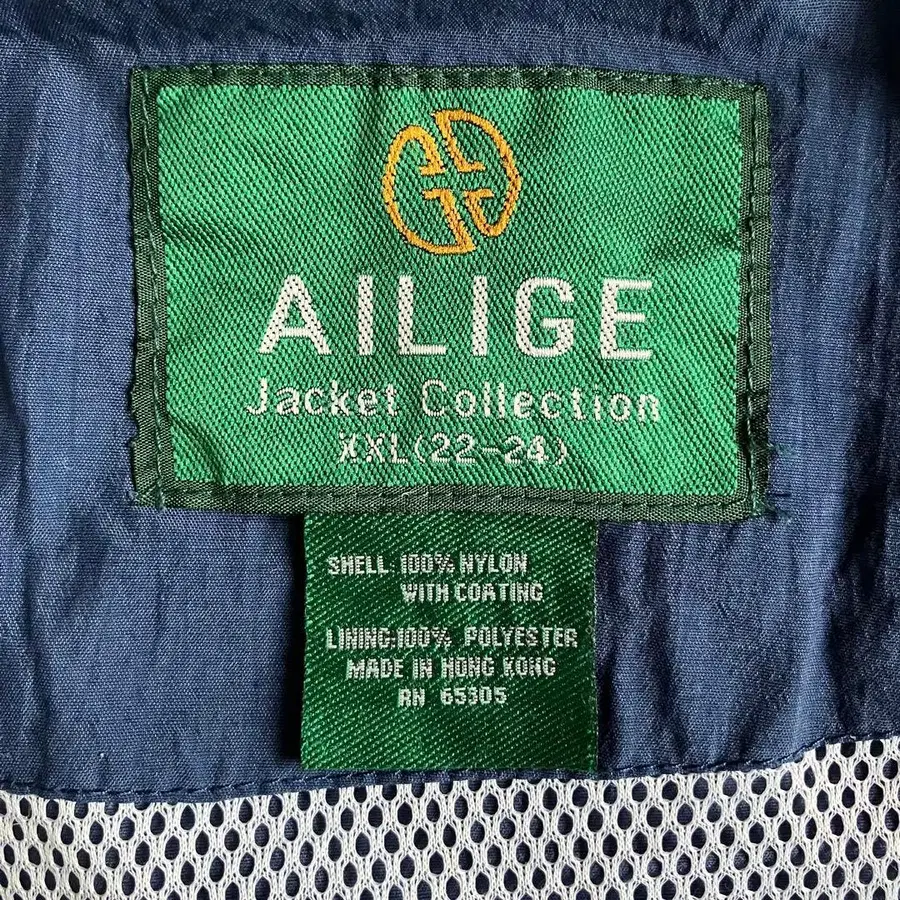 AILIGE
Jacket Collection
XXL(22-24)
SHELL: 100% NYLON
WITH COATING
LINING:100% POLYESTER
MADE IN HONG KONG
RN 65305